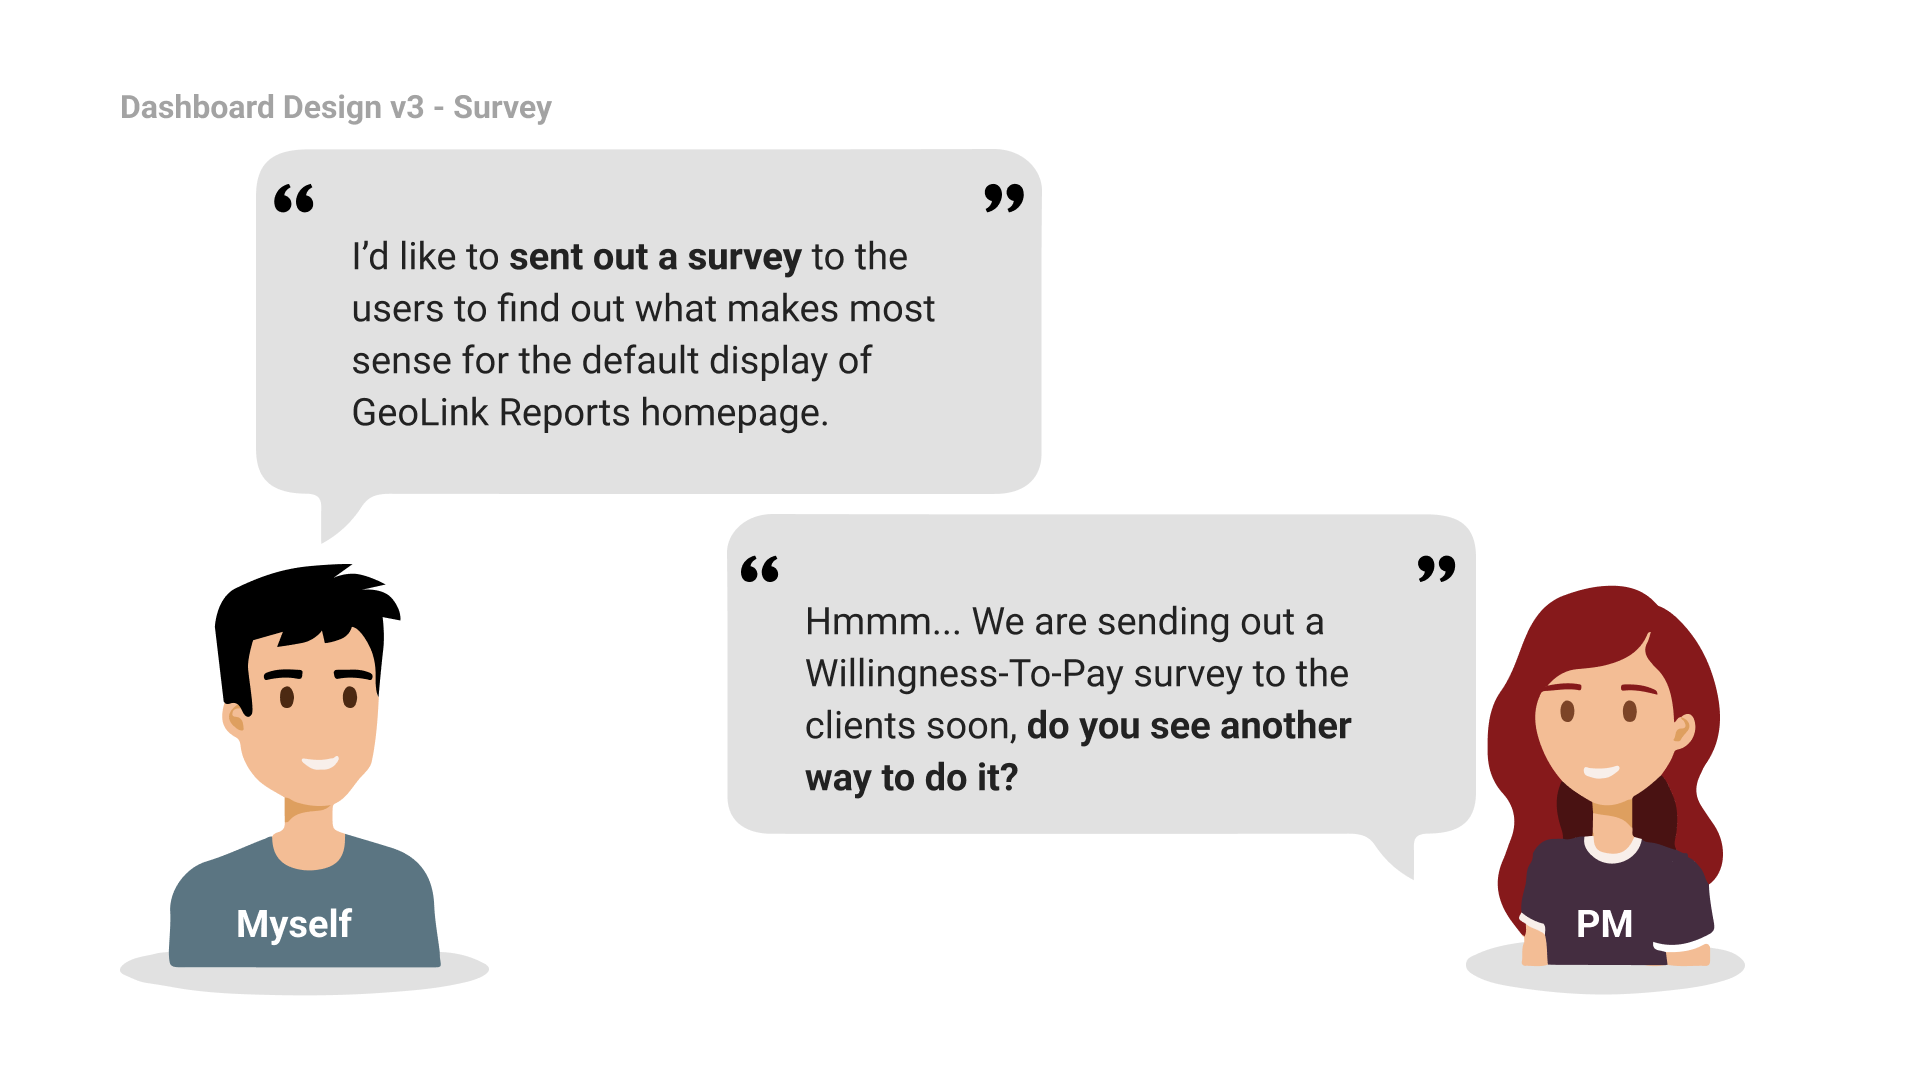 Dashboard Design v3 - Survey
“ ”
I’d like to sent out a survey to the
users to find out what makes most
sense for the default display of
GeoLink Reports homepage.
“ ”
Hmmm... We are sending out a
Willingness-To-Pay survey to the
clients soon, do you see another
way to do it?
Myself
PM